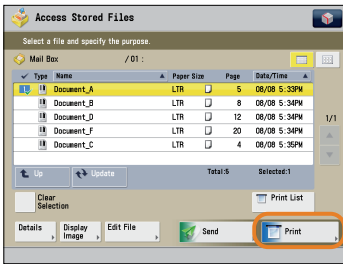 Access Stored Files
Select a file and specify the purpose.
Mail Box / 01 :
Type Name Paper Size Page Date/Time
1 Document_A LTR 5 08/08 5:33PM
Document_B LTR 8 08/08 5:34PM
Document_D LTR 12 08/08 5:34PM
Document_F LTR 20 08/08 5:34PM
Document_C LTR 4 08/08 5:35PM
1/1
Up Update Total:5 Selected:1
Clear Selection
Print List
Details Display Image Edit File Send Print